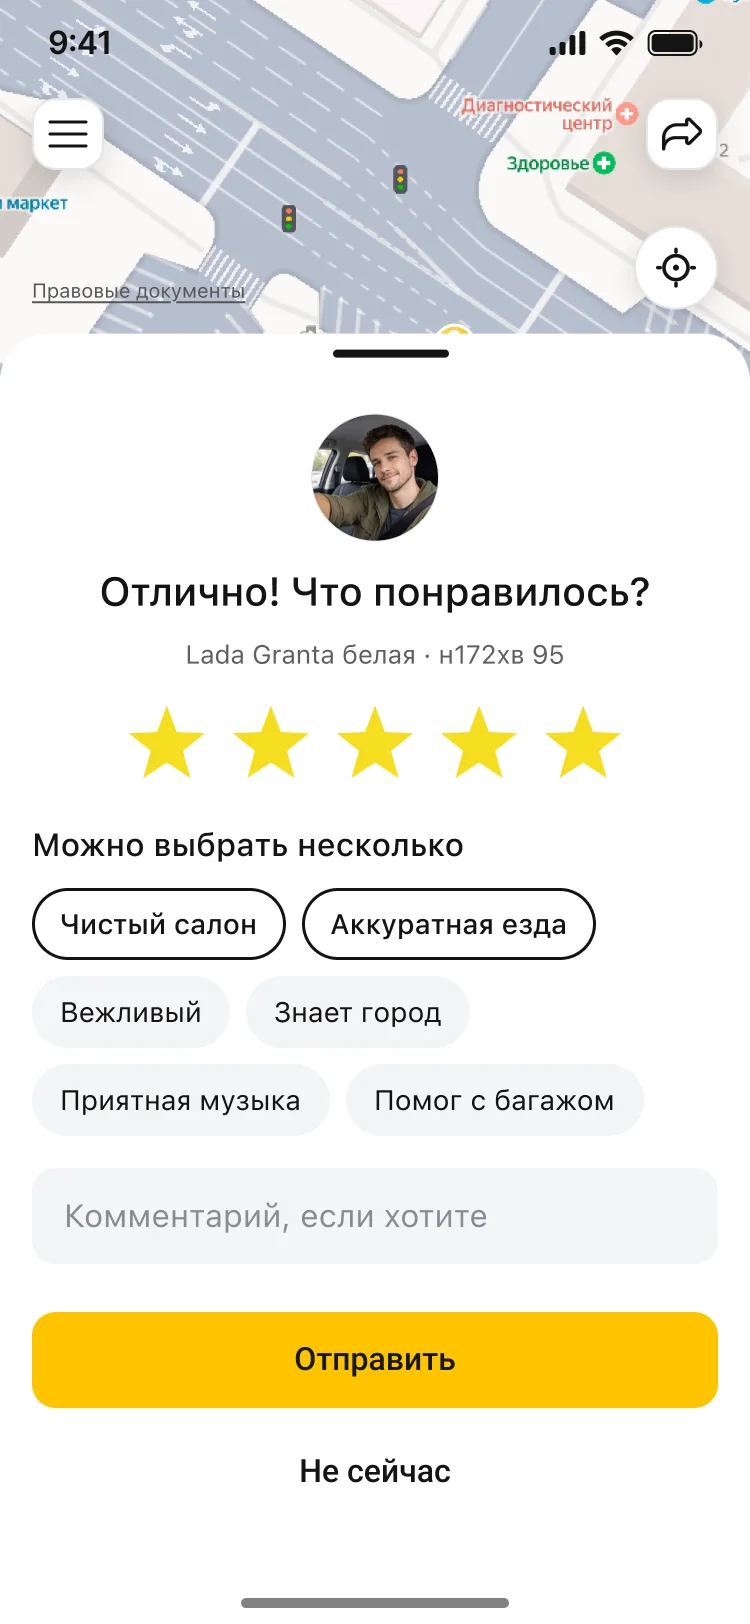 9:41
Диагностический
центр
Здоровье
2
маркет
Правовые документы
Отлично! Что понравилось?
Lada Granta белая · н172хв 95
Можно выбрать несколько
Чистый салон
Аккуратная езда
Вежливый
Знает город
Приятная музыка
Помог с багажом
Комментарий, если хотите
Отправить
Не сейчас